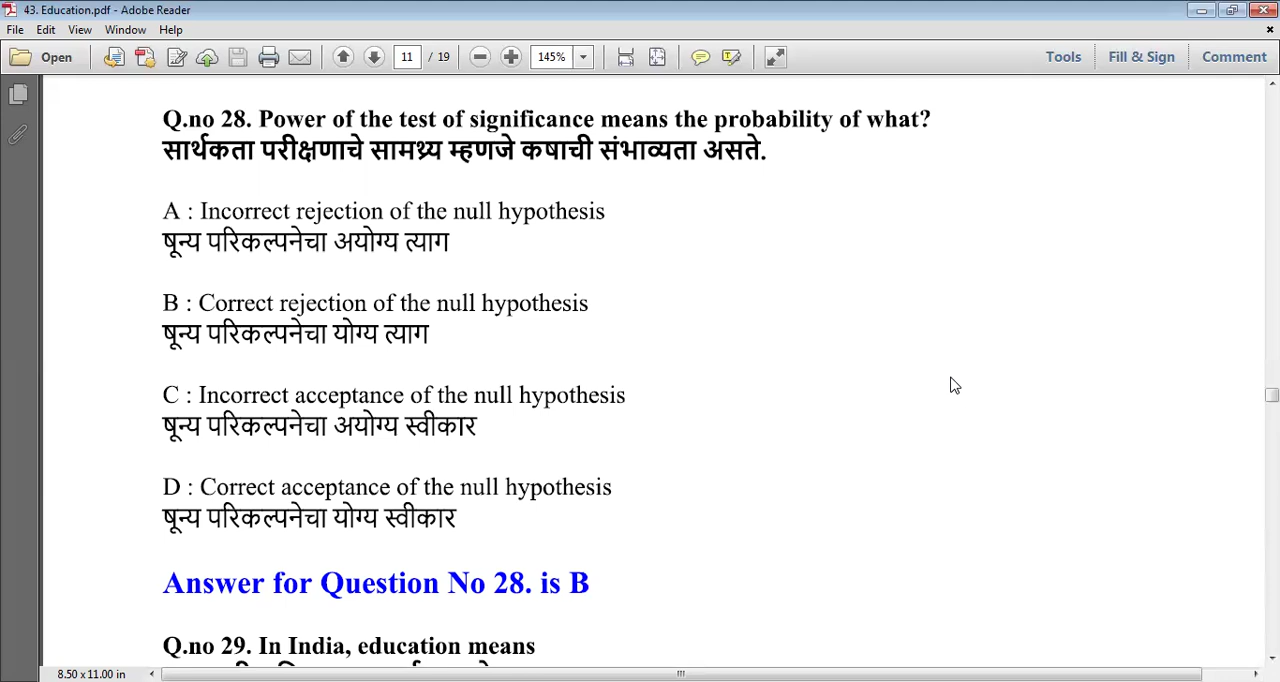 43. Education.pdf - Adobe Reader
File Edit View Window Help
Open 11 / 19 145% Tools Fill & Sign Comment
Q.no 28. Power of the test of significance means the probability of what?
सार्थकता परीक्षणाचे सामथ्र्य म्हणजे कषाची संभाव्यता असते.
A : Incorrect rejection of the null hypothesis
षून्य परिकल्पनेचा अयोग्य त्याग
B : Correct rejection of the null hypothesis
षून्य परिकल्पनेचा योग्य त्याग
C : Incorrect acceptance of the null hypothesis
षून्य परिकल्पनेचा अयोग्य स्वीकार
D : Correct acceptance of the null hypothesis
षून्य परिकल्पनेचा योग्य स्वीकार
Answer for Question No 28. is B
Q.no 29. In India, education means
8.50 x 11.00 in